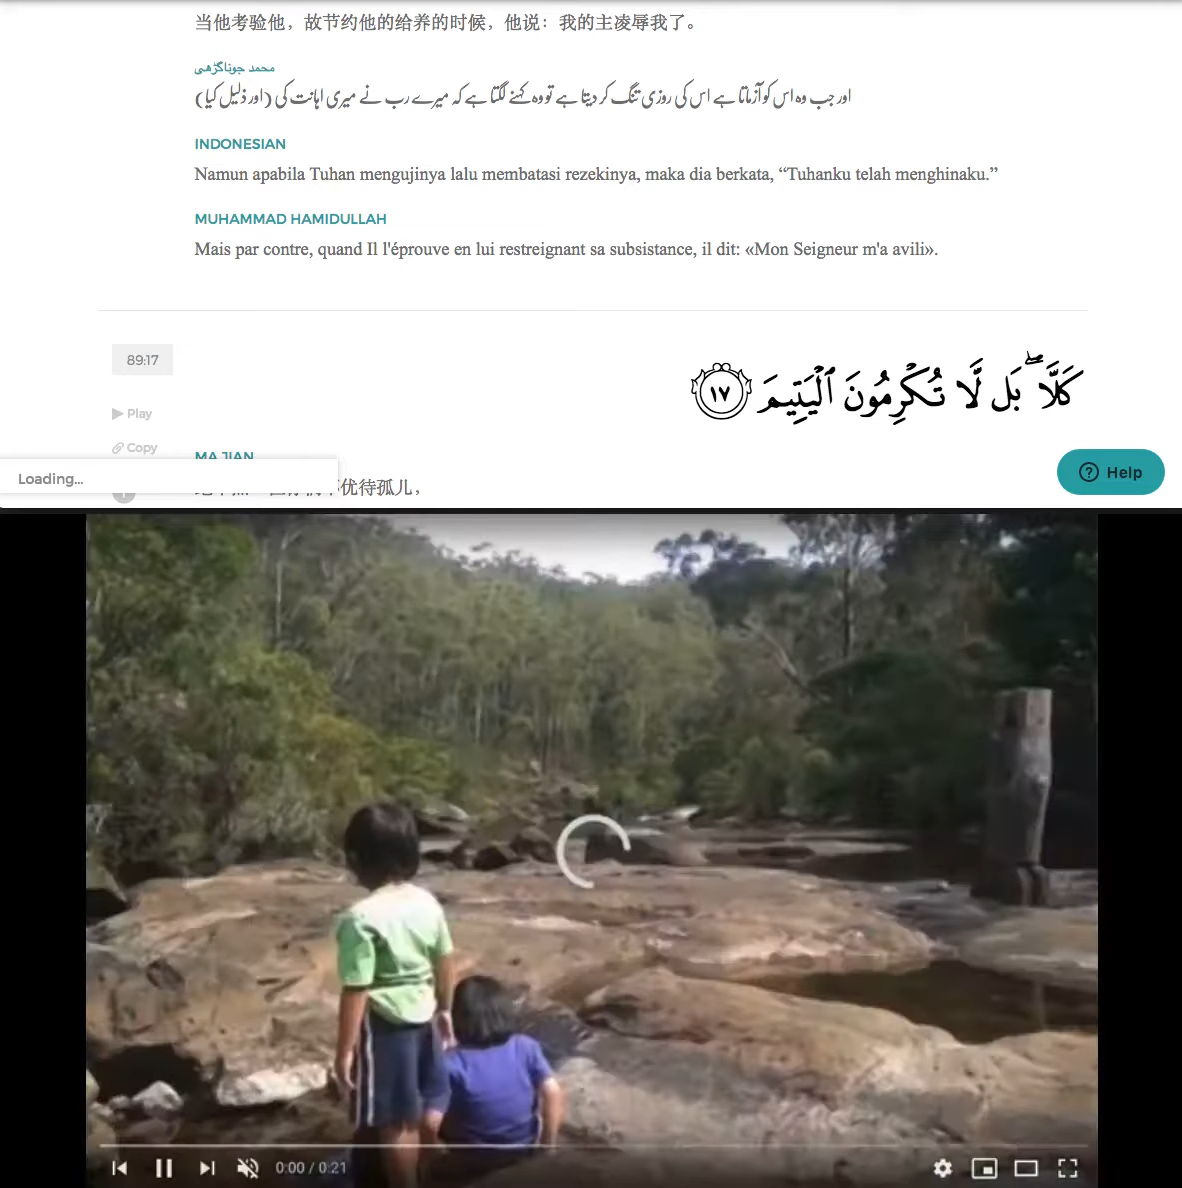 当他考验他，故节约他的给养的时候，他说：我的主凌辱我了。
محمد جوناگڑھی
اور جب وه اس کو آزماتا ہے اس کی روزی تنگ کر دیتا ہے تو وه کہنے لگتا ہے کہ میرے رب نے میری اہانت کی (اور ذلیل کیا)
INDONESIAN
Namun apabila Tuhan mengujinya lalu membatasi rezekinya, maka dia berkata, “Tuhanku telah menghinaku.”
MUHAMMAD HAMIDULLAH
Mais par contre, quand Il l'éprouve en lui restreignant sa subsistance, il dit: «Mon Seigneur m'a avili».
89:17
كَلَّا ۖ بَل لَّا تُكْرِمُونَ ٱلْيَتِيمَ ١٧
Play
Copy
MA JIAN
优待孤儿，
Loading...
Help
0:00 / 0:21